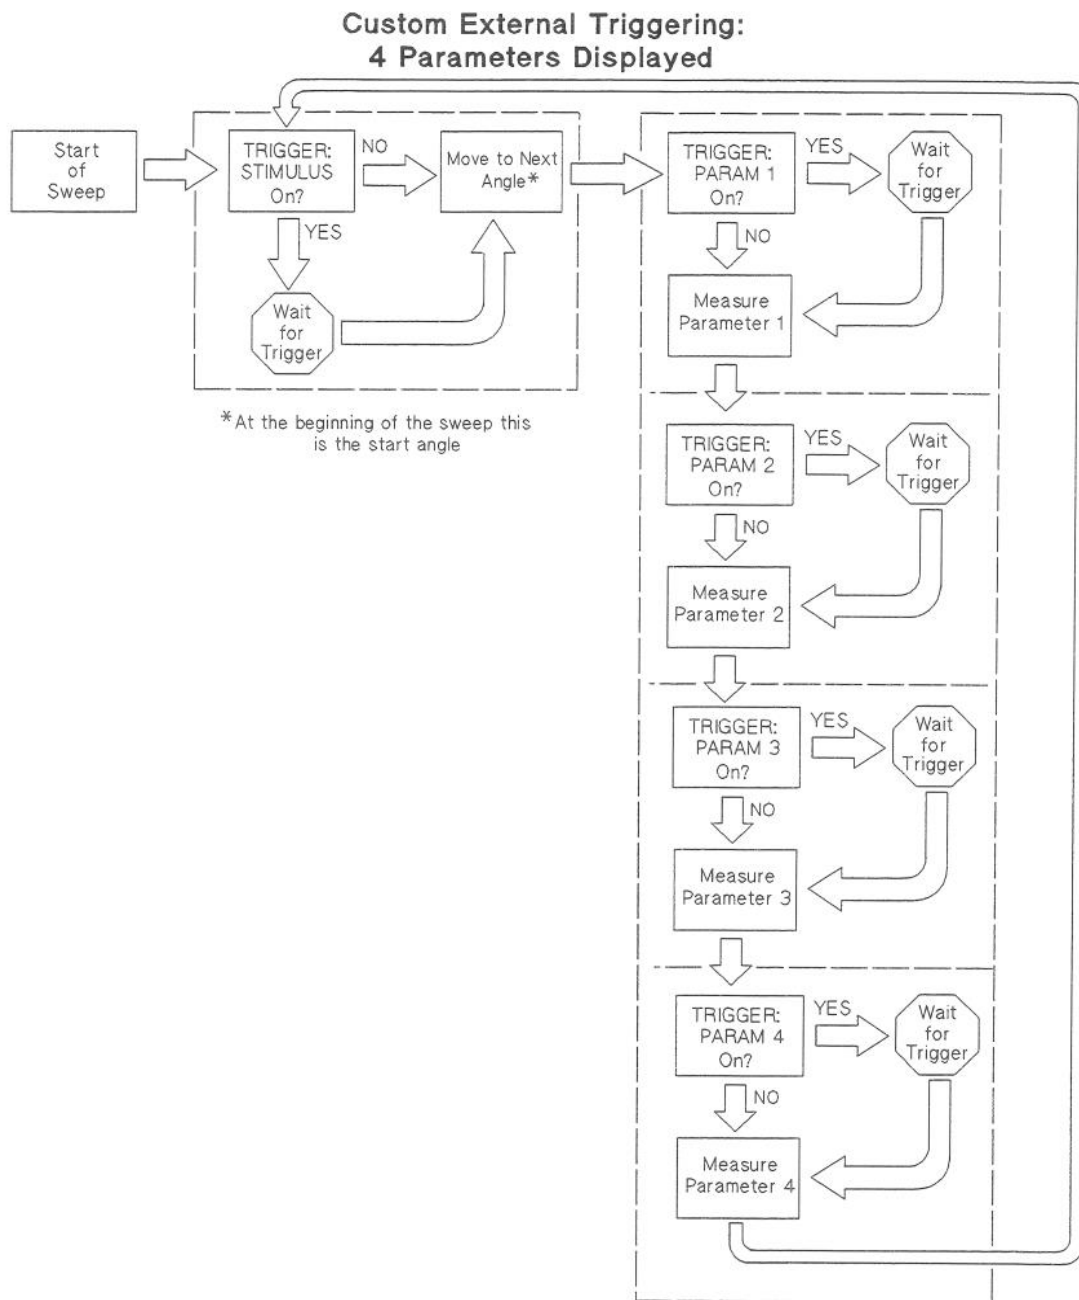 Custom External Triggering:
4 Parameters Displayed
Start
of
Sweep
TRIGGER:
STIMULUS
On?
NO
Move to Next
Angle*
YES
Wait
for
Trigger
*At the beginning of the sweep this
is the start angle
TRIGGER:
PARAM 1
On?
YES
Wait
for
Trigger
NO
Measure
Parameter 1
TRIGGER:
PARAM 2
On?
YES
Wait
for
Trigger
NO
Measure
Parameter 2
TRIGGER:
PARAM 3
On?
YES
Wait
for
Trigger
NO
Measure
Parameter 3
TRIGGER:
PARAM 4
On?
YES
Wait
for
Trigger
NO
Measure
Parameter 4